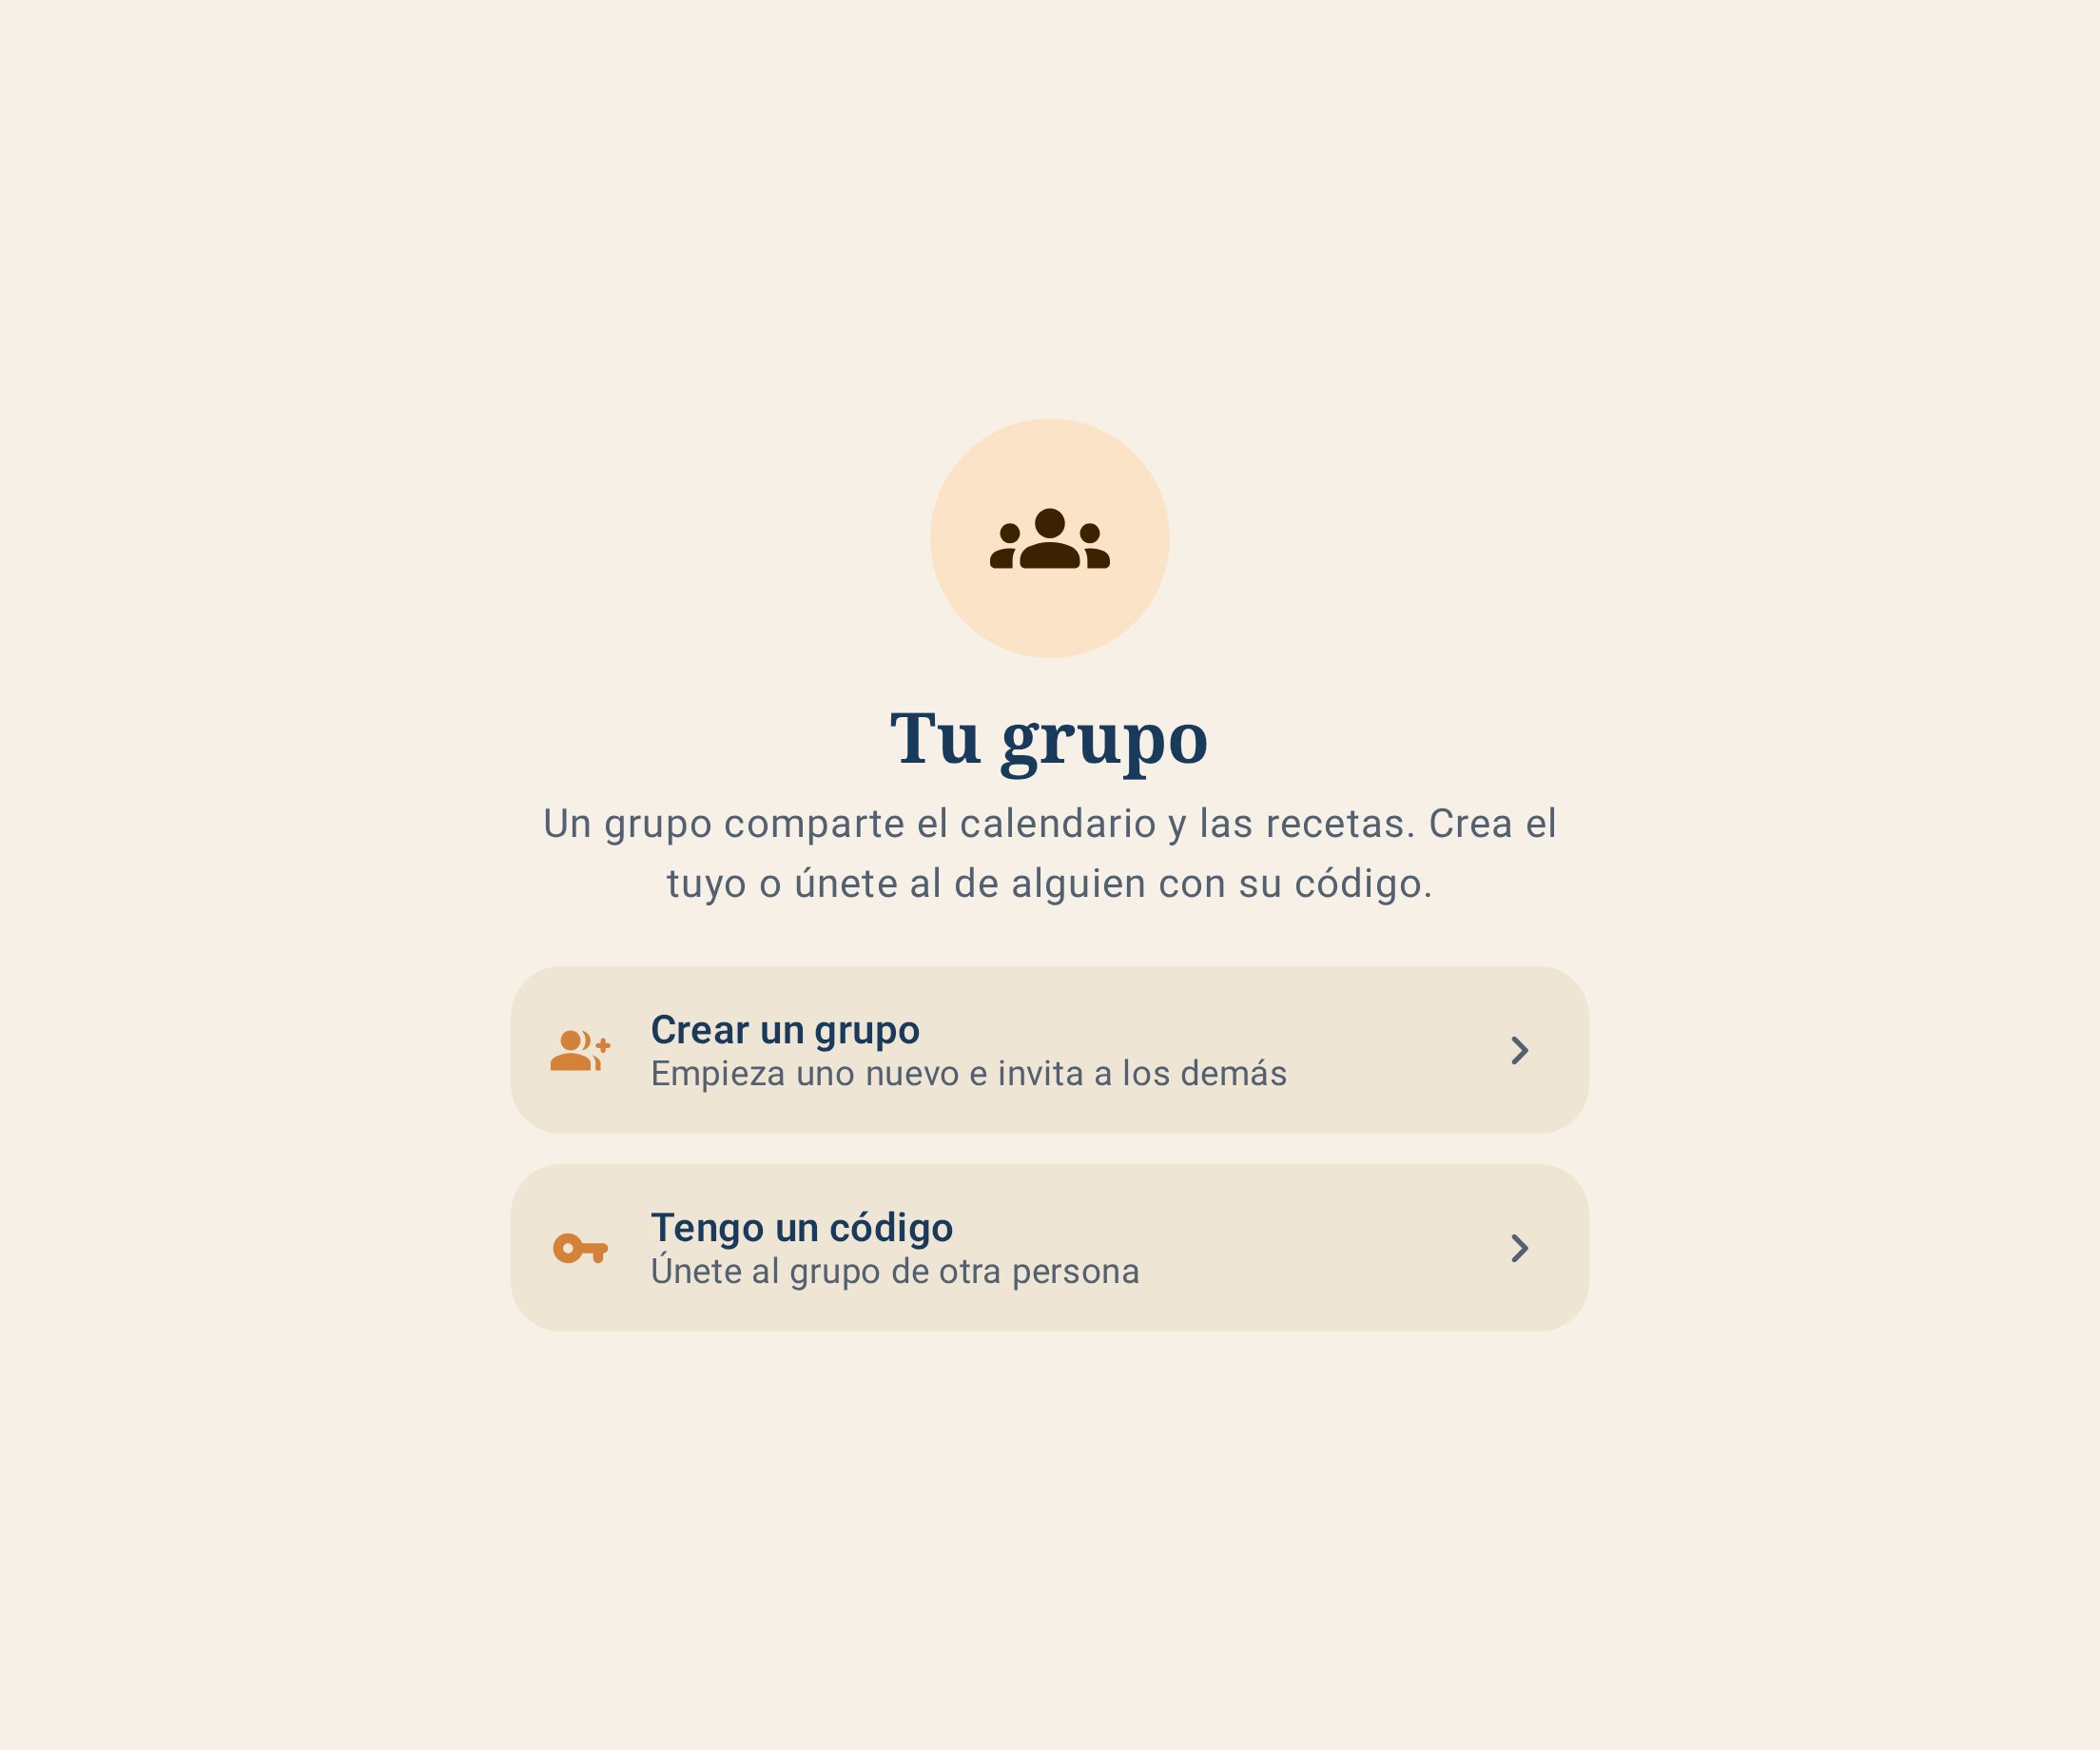 Tu grupo
Un grupo comparte el calendario y las recetas. Crea el
tuyo o únete al de alguien con su código.
Crear un grupo
Empieza uno nuevo e invita a los demás
Tengo un código
Únete al grupo de otra persona